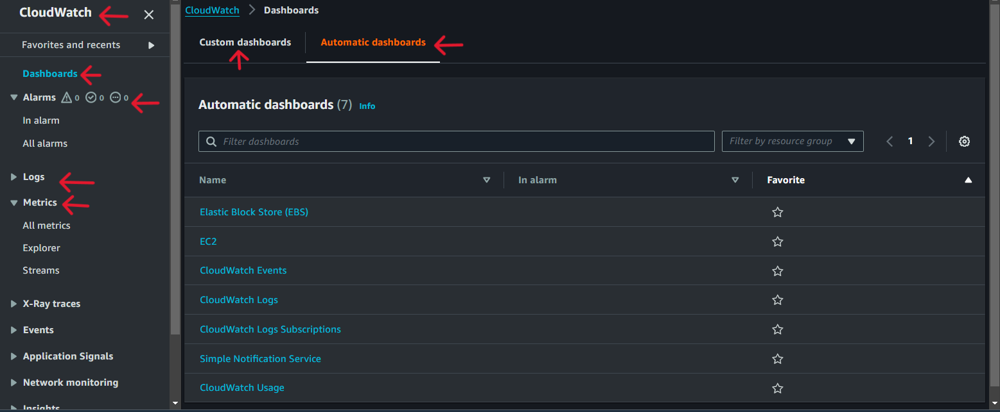 CloudWatch
Favorites and recents
Dashboards
Alarms 0 0 0
In alarm
All alarms
Logs
Metrics
All metrics
Explorer
Streams
X-Ray traces
Events
Application Signals
Network monitoring
Insights
CloudWatch > Dashboards
Custom dashboards Automatic dashboards
Automatic dashboards (7) Info
Filter dashboards Filter by resource group 1
Name In alarm Favorite
Elastic Block Store (EBS)
EC2
CloudWatch Events
CloudWatch Logs
CloudWatch Logs Subscriptions
Simple Notification Service
CloudWatch Usage